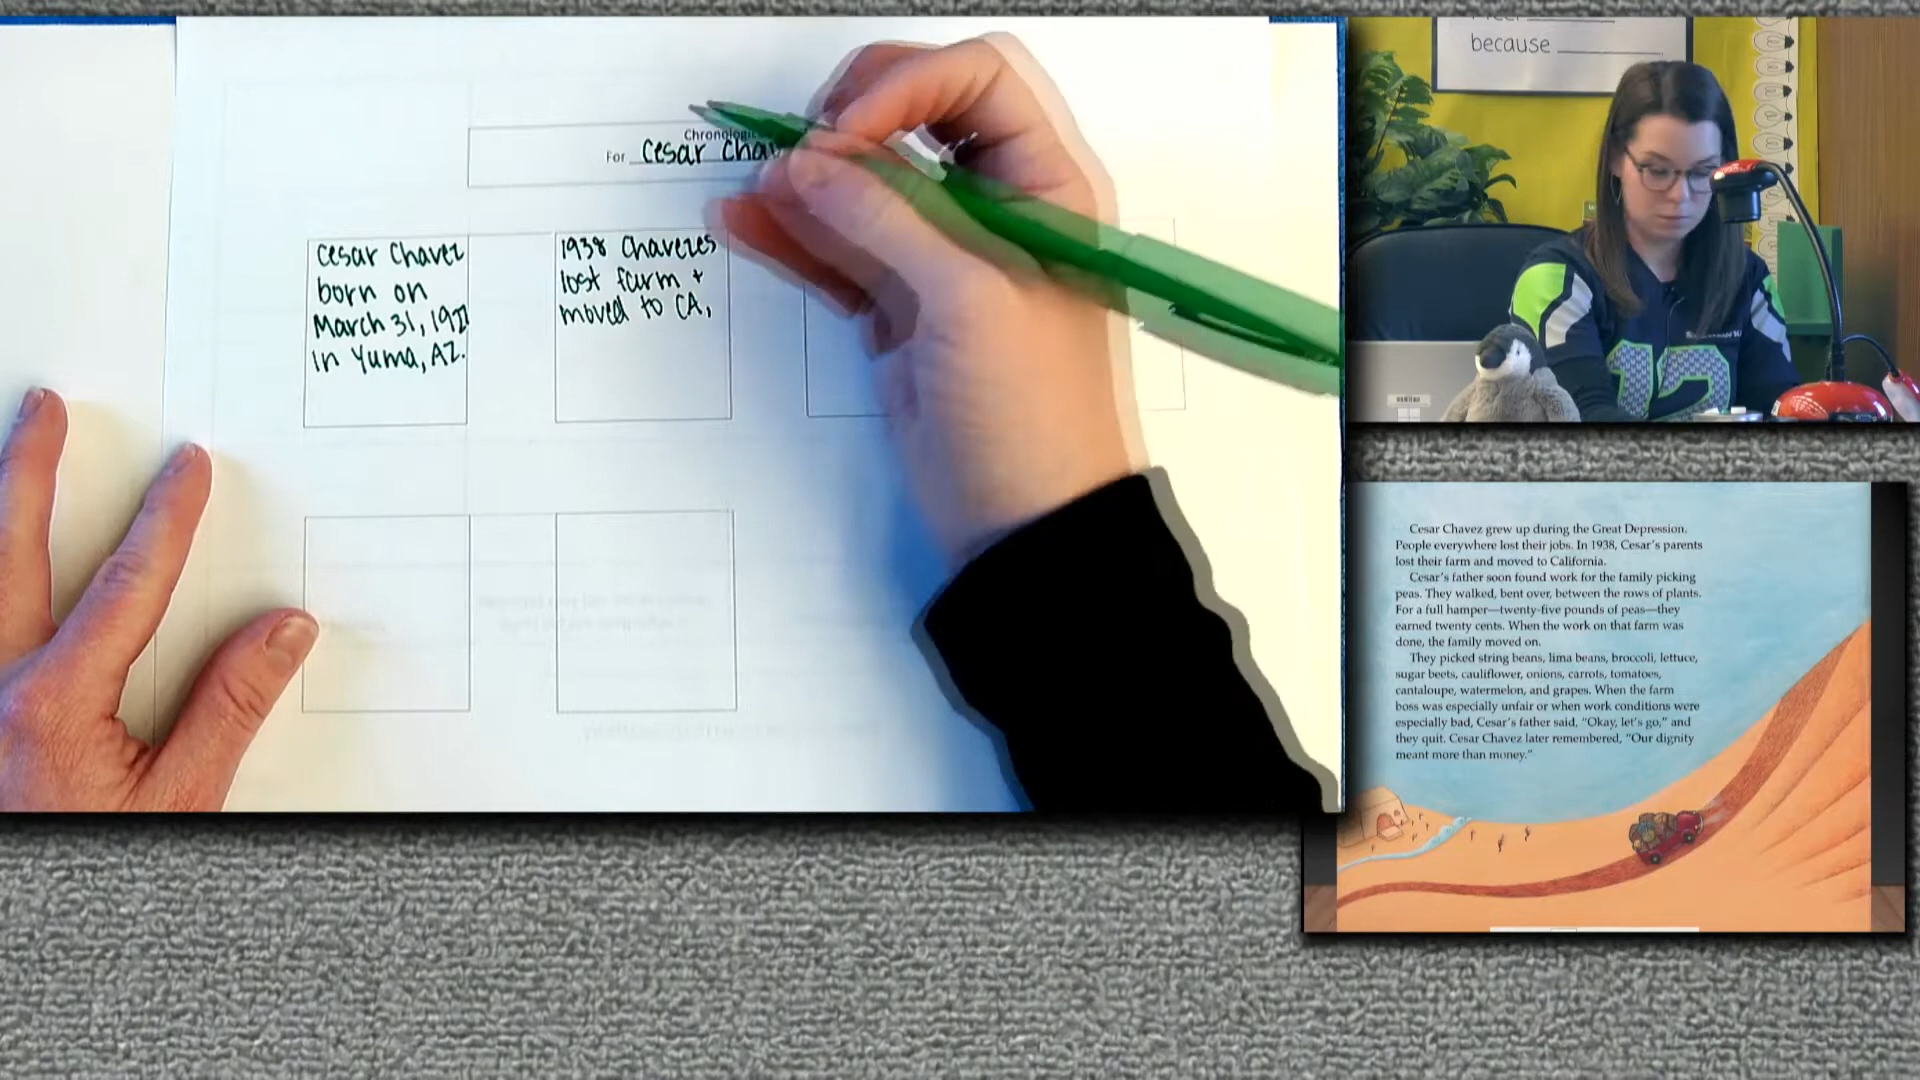 because
For Cesar Chav
Cesar Chavez
born on
March 31, 1927
in Yuma, AZ.
1938 Chavezes
lost farm +
moved to CA,
12
Cesar Chavez grew up during the Great Depression.
People everywhere lost their jobs. In 1938, Cesar's parents
lost their farm and moved to California.
Cesar's father soon found work for the family picking
peas. They walked, bent over, between the rows of plants.
For a full hamper—twenty-five pounds of peas—they
earned twenty cents. When the work on that farm was
done, the family moved on.
They picked string beans, lima beans, broccoli, lettuce,
sugar beets, cauliflower, onions, carrots, tomatoes,
cantaloupe, watermelon, and grapes. When the farm
boss was especially unfair or when work conditions were
especially bad, Cesar's father said, "Okay, let's go," and
they quit. Cesar Chavez later remembered, "Our dignity
meant more than money."